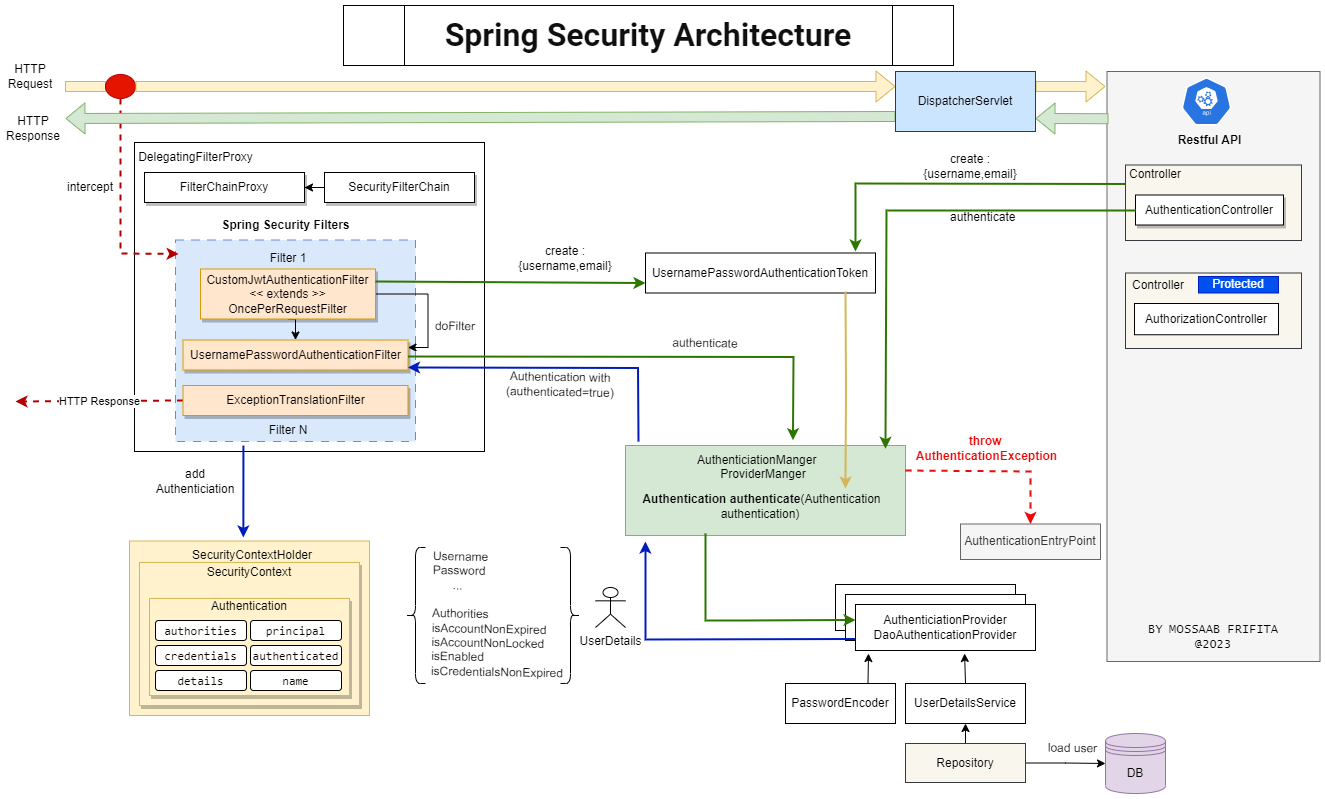 Spring Security Architecture
HTTP
Request
HTTP
Response
DispatcherServlet
api
Restful API
DelegatingFilterProxy
FilterChainProxy
SecurityFilterChain
intercept
Spring Security Filters
Filter 1
CustomJwtAuthenticationFilter
<< extends >>
OncePerRequestFilter
doFilter
UsernamePasswordAuthenticationFilter
ExceptionTranslationFilter
Filter N
HTTP Response
create :
{username,email}
UsernamePasswordAuthenticationToken
create :
{username,email}
authenticate
Controller
AuthenticationController
Controller
Protected
AuthorizationController
authenticate
Authentication with
(authenticated=true)
AuthenticiationManger
ProviderManger
Authentication authenticate(Authentication
authentication)
throw
AuthenticationException
AuthenticationEntryPoint
add
Authenticiation
SecurityContextHolder
SecurityContext
Authentication
authorities
principal
credentials
authenticated
details
name
Username
Password
...
Authorities
isAccountNonExpired
isAccountNonLocked
isEnabled
isCredentialsNonExpired
UserDetails
AuthenticiationProvider
DaoAuthenticationProvider
PasswordEncoder
UserDetailsService
Repository
load user
DB
BY MOSSAAB FRIFITA
@2023